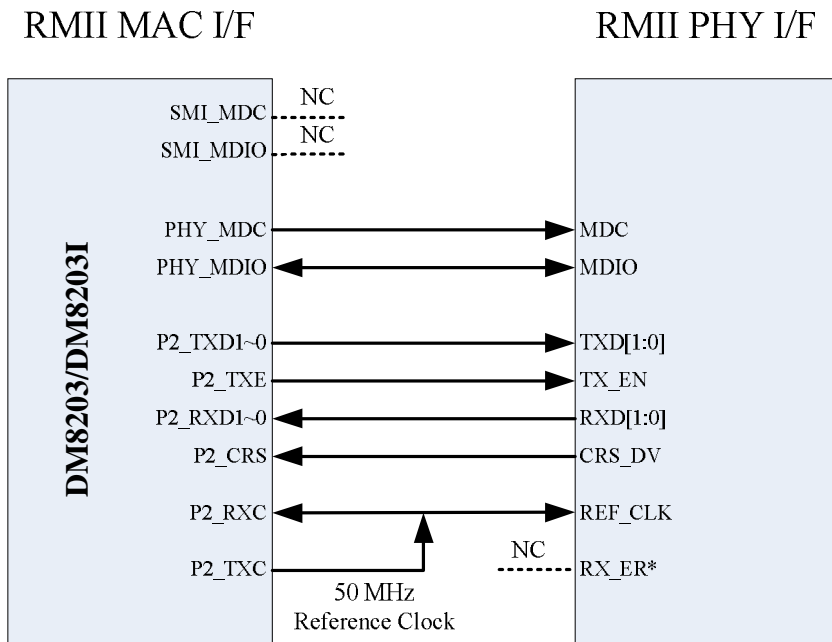 RMII MAC I/F
RMII PHY I/F
SMI_MDC
NC
SMI_MDIO
NC
PHY_MDC
MDC
PHY_MDIO
MDIO
DM8203/DM8203I
P2_TXD1~0
TXD[1:0]
P2_TXE
TX_EN
P2_RXD1~0
RXD[1:0]
P2_CRS
CRS_DV
P2_RXC
REF_CLK
P2_TXC
NC
RX_ER*
50 MHz
Reference Clock